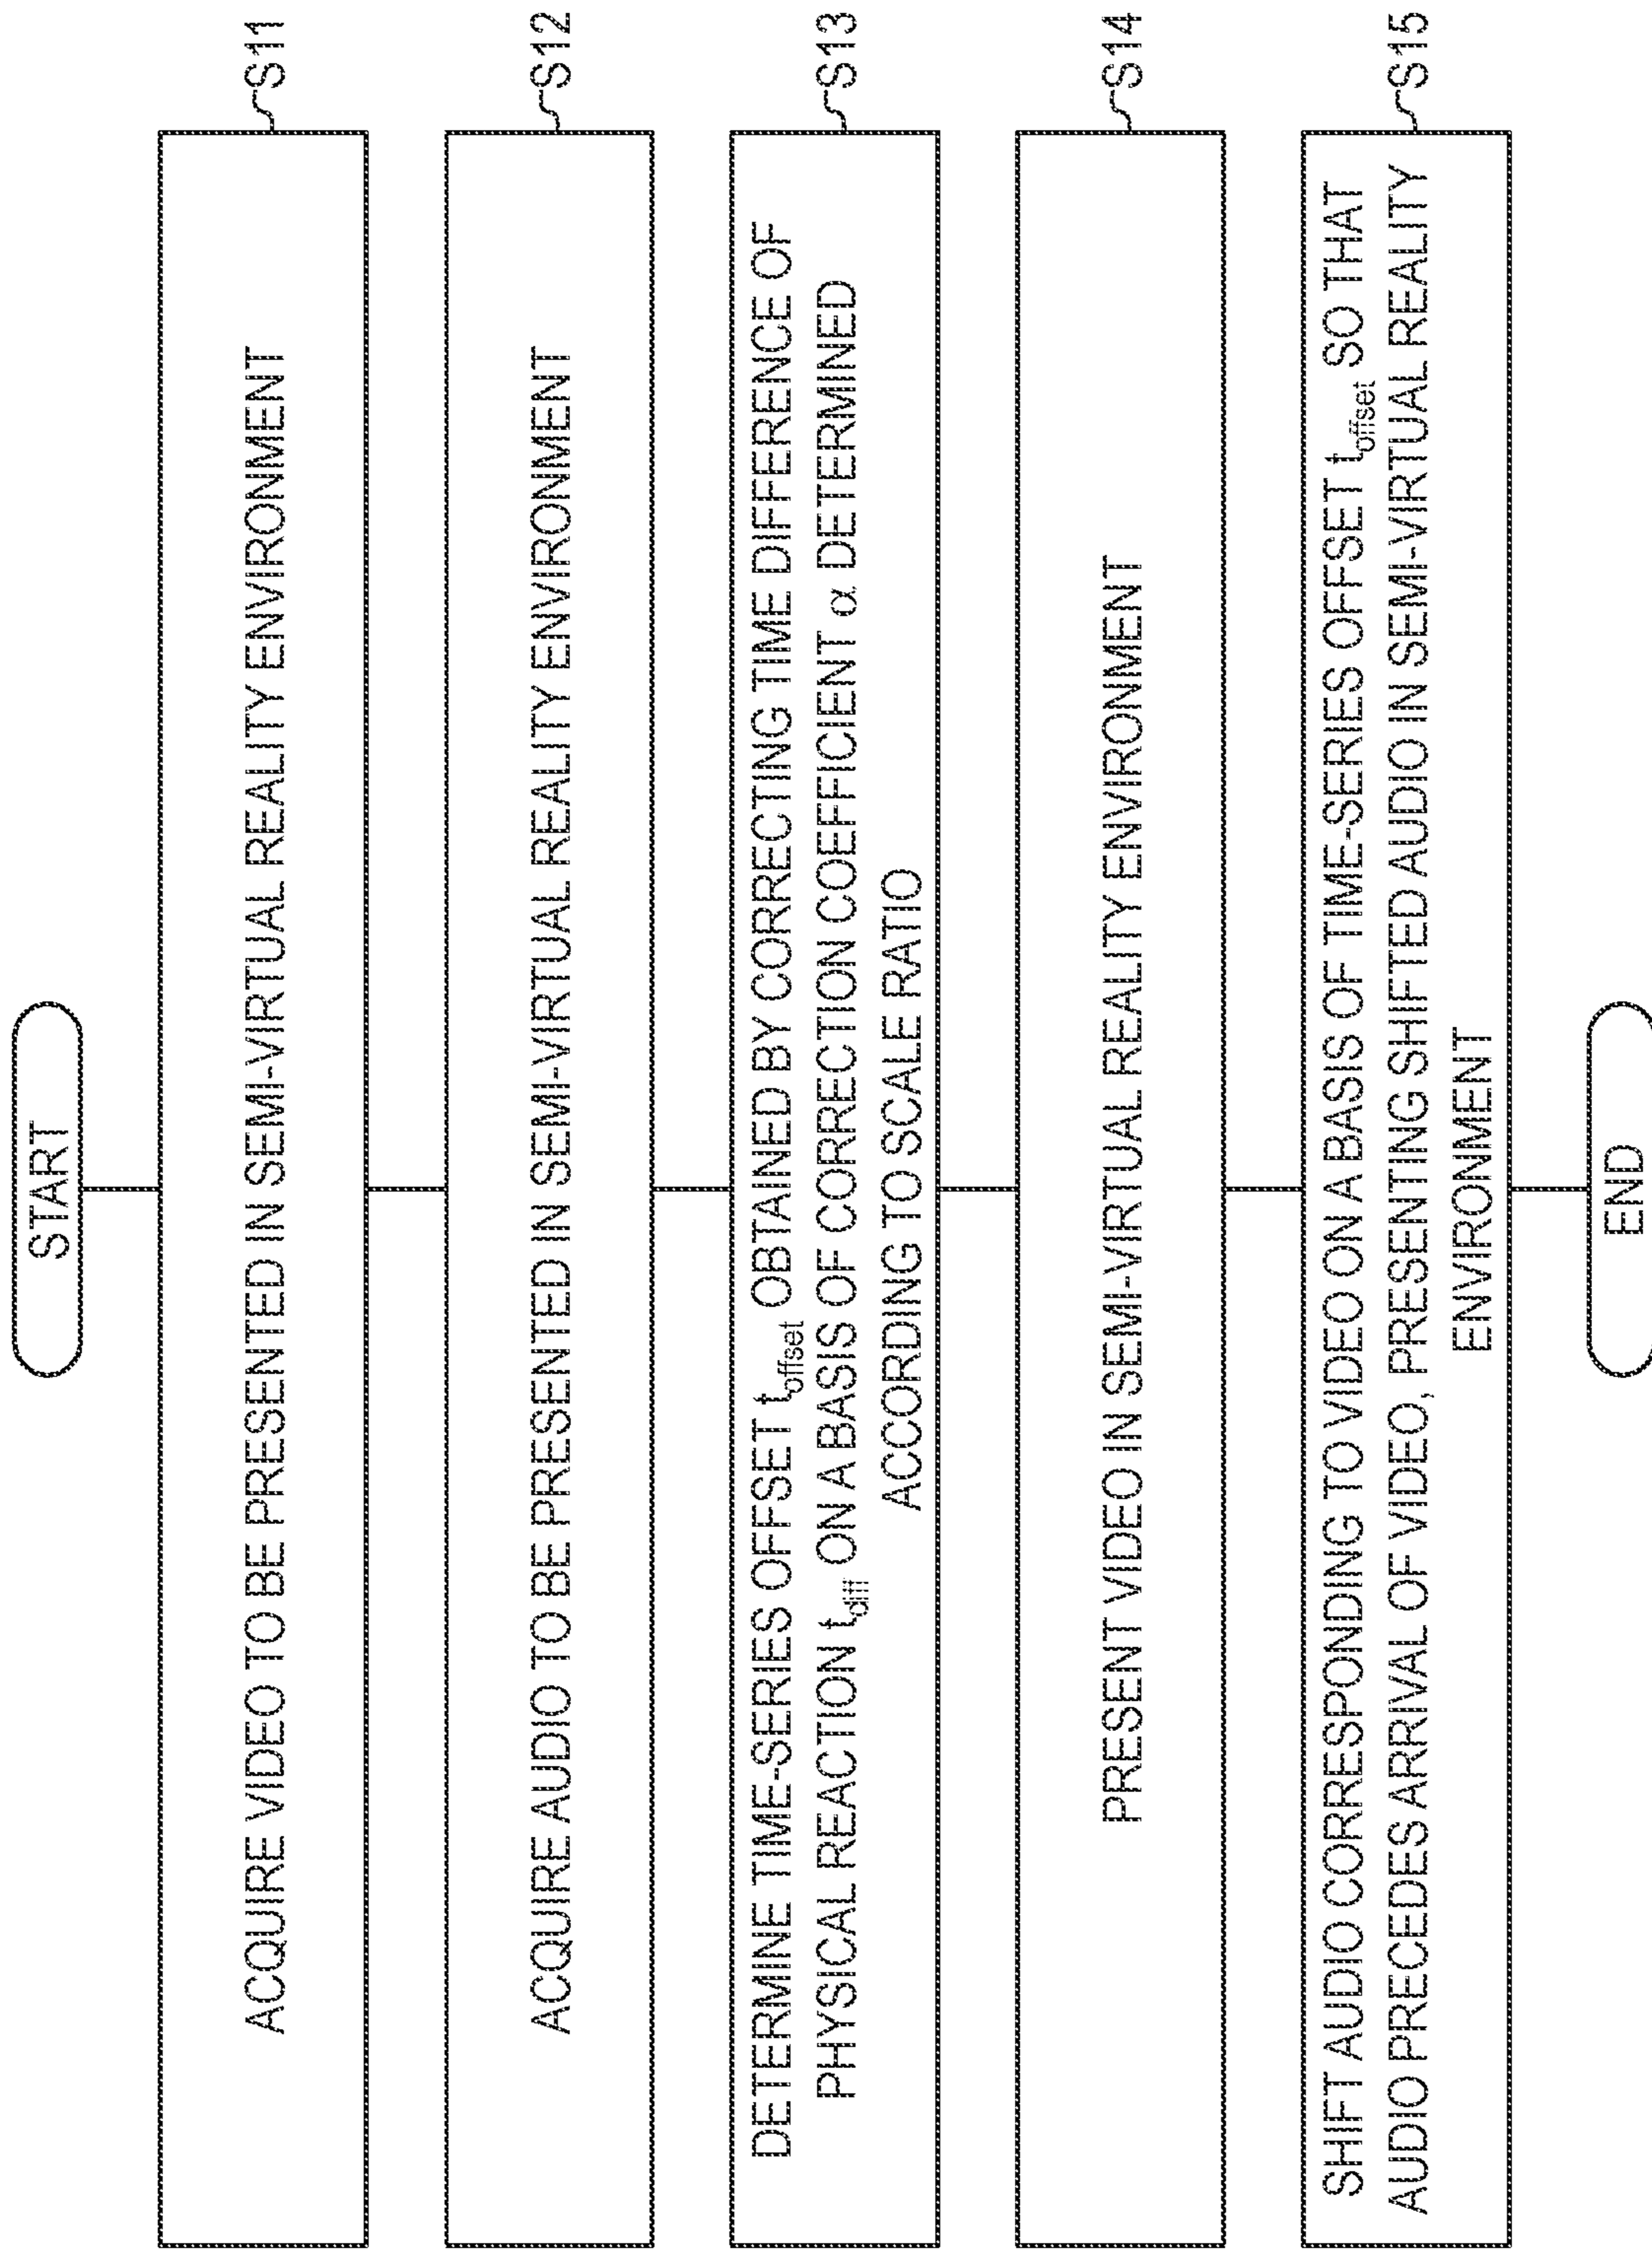 START
ACQUIRE VIDEO TO BE PRESENTED IN SEMI-VIRTUAL REALITY ENVIRONMENT
S11
ACQUIRE AUDIO TO BE PRESENTED IN SEMI-VIRTUAL REALITY ENVIRONMENT
S12
DETERMINE TIME-SERIES OFFSET t_offset OBTAINED BY CORRECTING TIME DIFFERENCE OF
PHYSICAL REACTION t_diff ON A BASIS OF CORRECTION COEFFICIENT α DETERMINED
ACCORDING TO SCALE RATIO
S13
PRESENT VIDEO IN SEMI-VIRTUAL REALITY ENVIRONMENT
S14
SHIFT AUDIO CORRESPONDING TO VIDEO ON A BASIS OF TIME-SERIES OFFSET t_offset SO THAT
AUDIO PRECEDES ARRIVAL OF VIDEO, PRESENTING SHIFTED AUDIO IN SEMI-VIRTUAL REALITY
ENVIRONMENT
S15
END